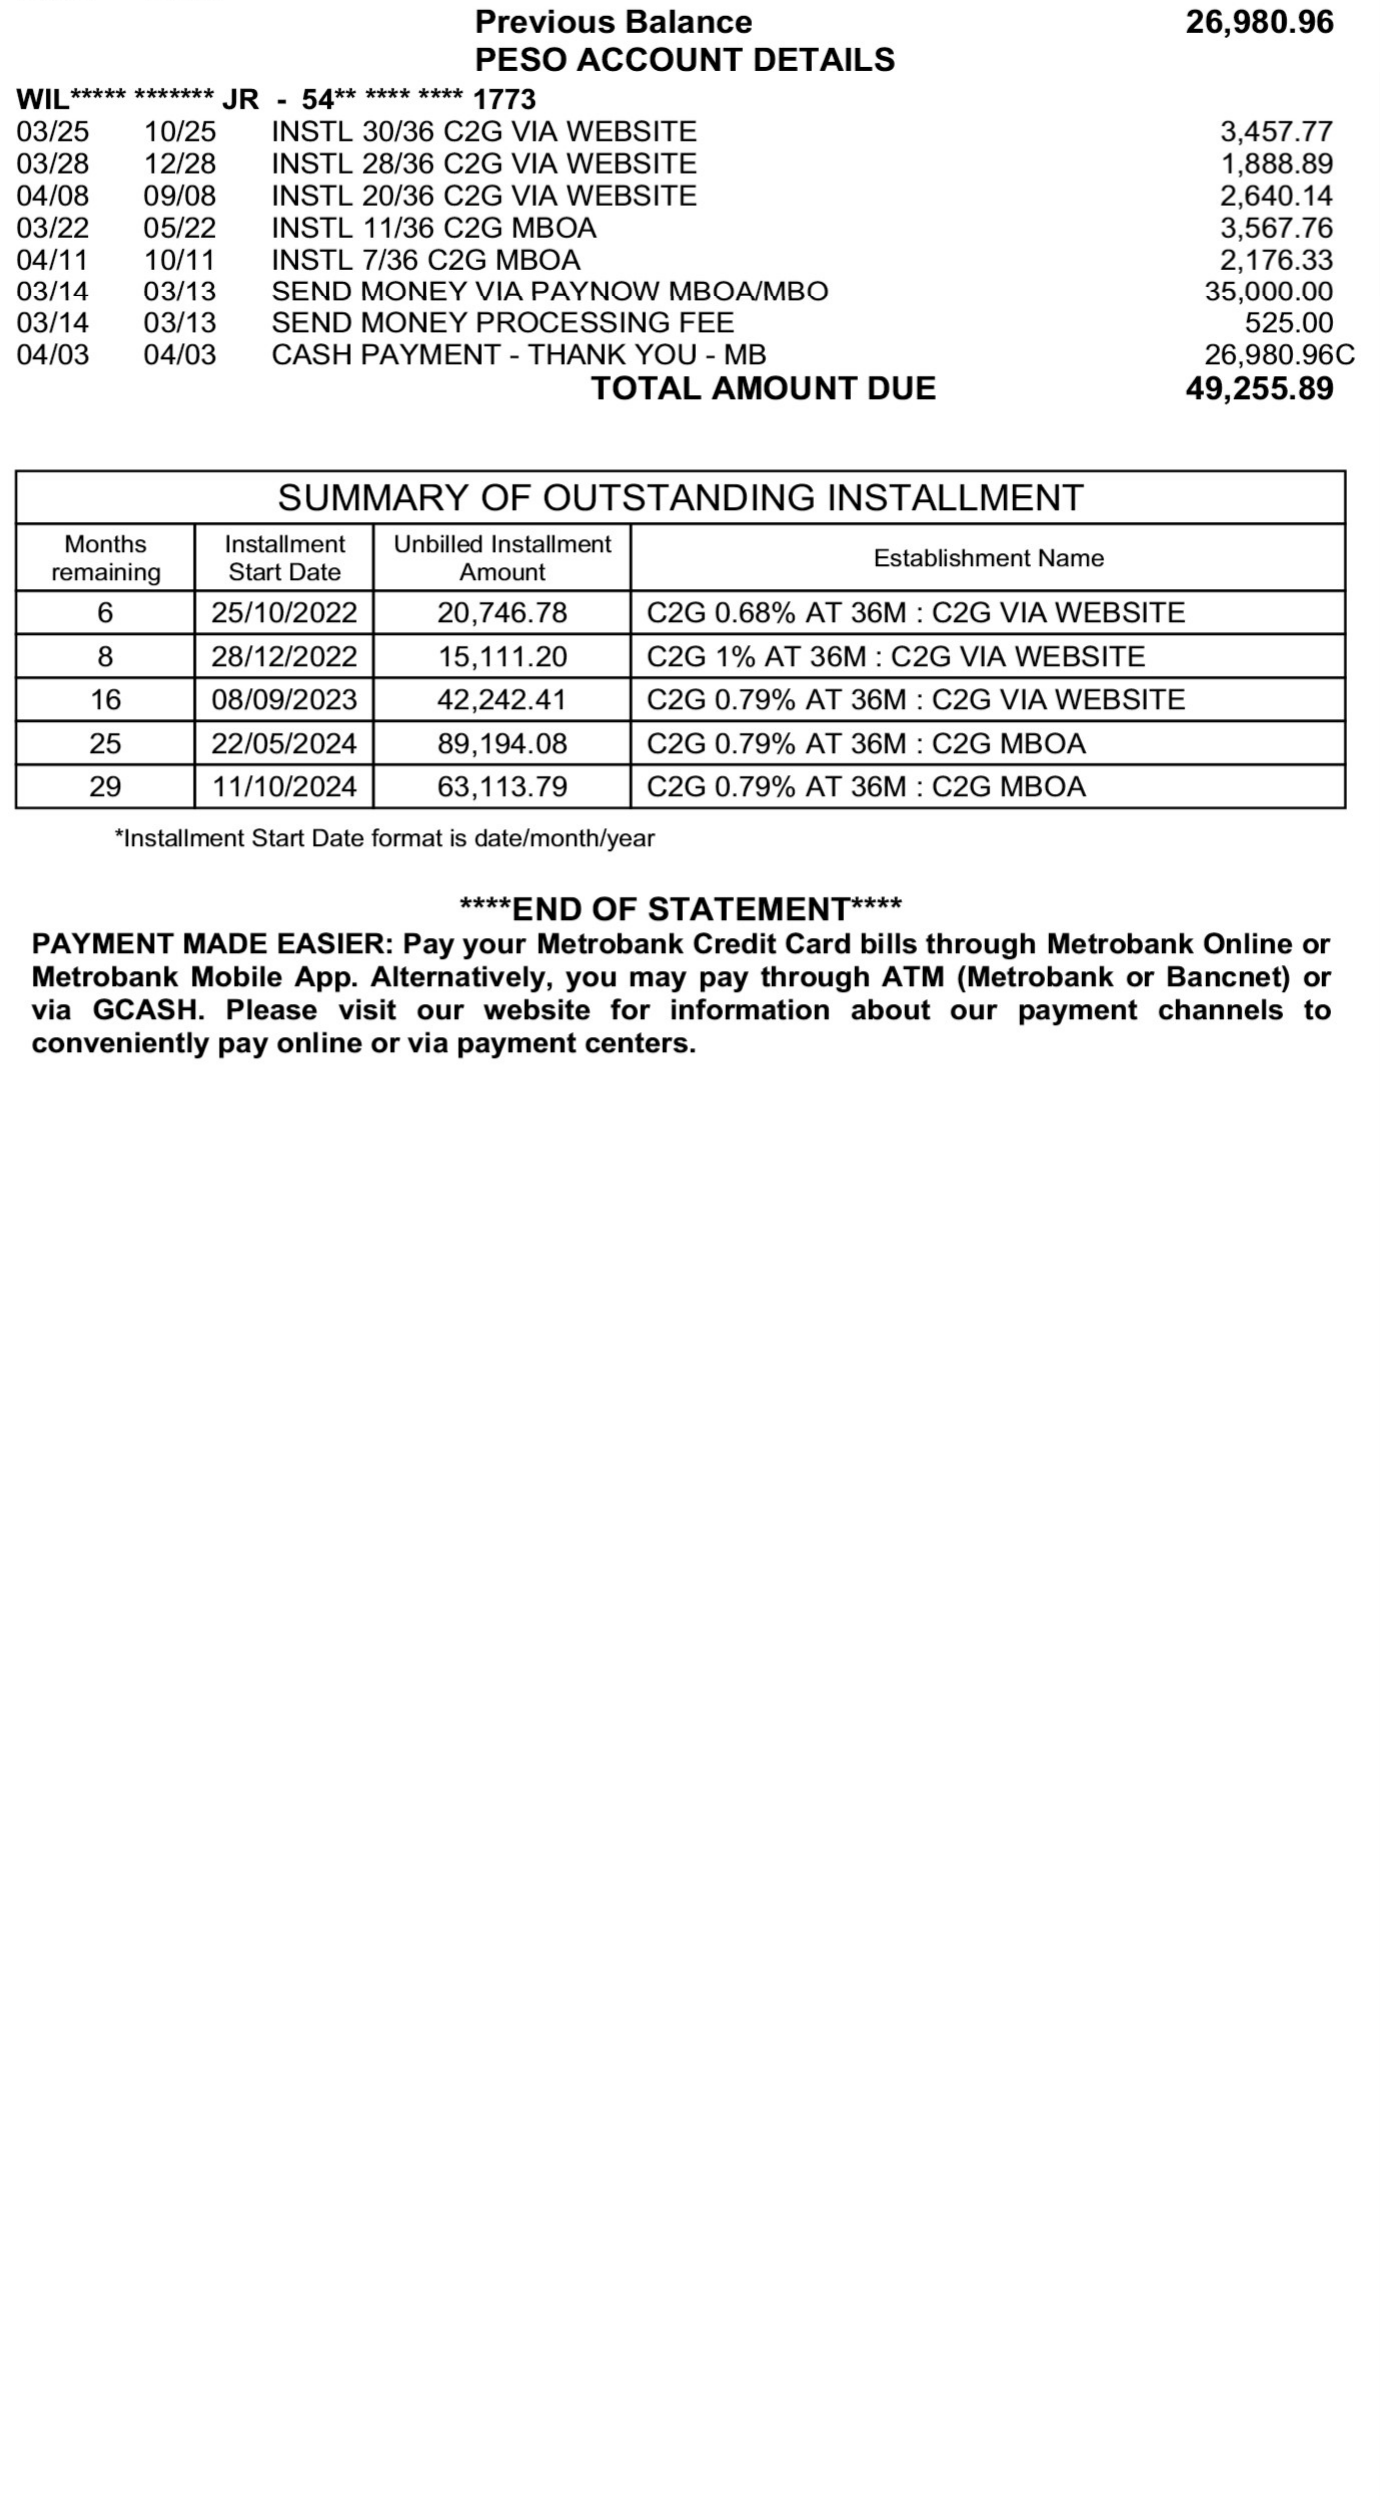 Previous Balance 26,980.96
PESO ACCOUNT DETAILS
WIL***** ******* JR - 54** **** **** 1773
03/25 10/25 INSTL 30/36 C2G VIA WEBSITE 3,457.77
03/28 12/28 INSTL 28/36 C2G VIA WEBSITE 1,888.89
04/08 09/08 INSTL 20/36 C2G VIA WEBSITE 2,640.14
03/22 05/22 INSTL 11/36 C2G MBOA 3,567.76
04/11 10/11 INSTL 7/36 C2G MBOA 2,176.33
03/14 03/13 SEND MONEY VIA PAYNOW MBOA/MBO 35,000.00
03/14 03/13 SEND MONEY PROCESSING FEE 525.00
04/03 04/03 CASH PAYMENT - THANK YOU - MB 26,980.96C
TOTAL AMOUNT DUE 49,255.89
SUMMARY OF OUTSTANDING INSTALLMENT
Months remaining Installment Start Date Unbilled Installment Amount Establishment Name
6 25/10/2022 20,746.78 C2G 0.68% AT 36M : C2G VIA WEBSITE
8 28/12/2022 15,111.20 C2G 1% AT 36M : C2G VIA WEBSITE
16 08/09/2023 42,242.41 C2G 0.79% AT 36M : C2G VIA WEBSITE
25 22/05/2024 89,194.08 C2G 0.79% AT 36M : C2G MBOA
29 11/10/2024 63,113.79 C2G 0.79% AT 36M : C2G MBOA
*Installment Start Date format is date/month/year
****END OF STATEMENT****
PAYMENT MADE EASIER: Pay your Metrobank Credit Card bills through Metrobank Online or
Metrobank Mobile App. Alternatively, you may pay through ATM (Metrobank or Bancnet) or
via GCASH. Please visit our website for information about our payment channels to
conveniently pay online or via payment centers.